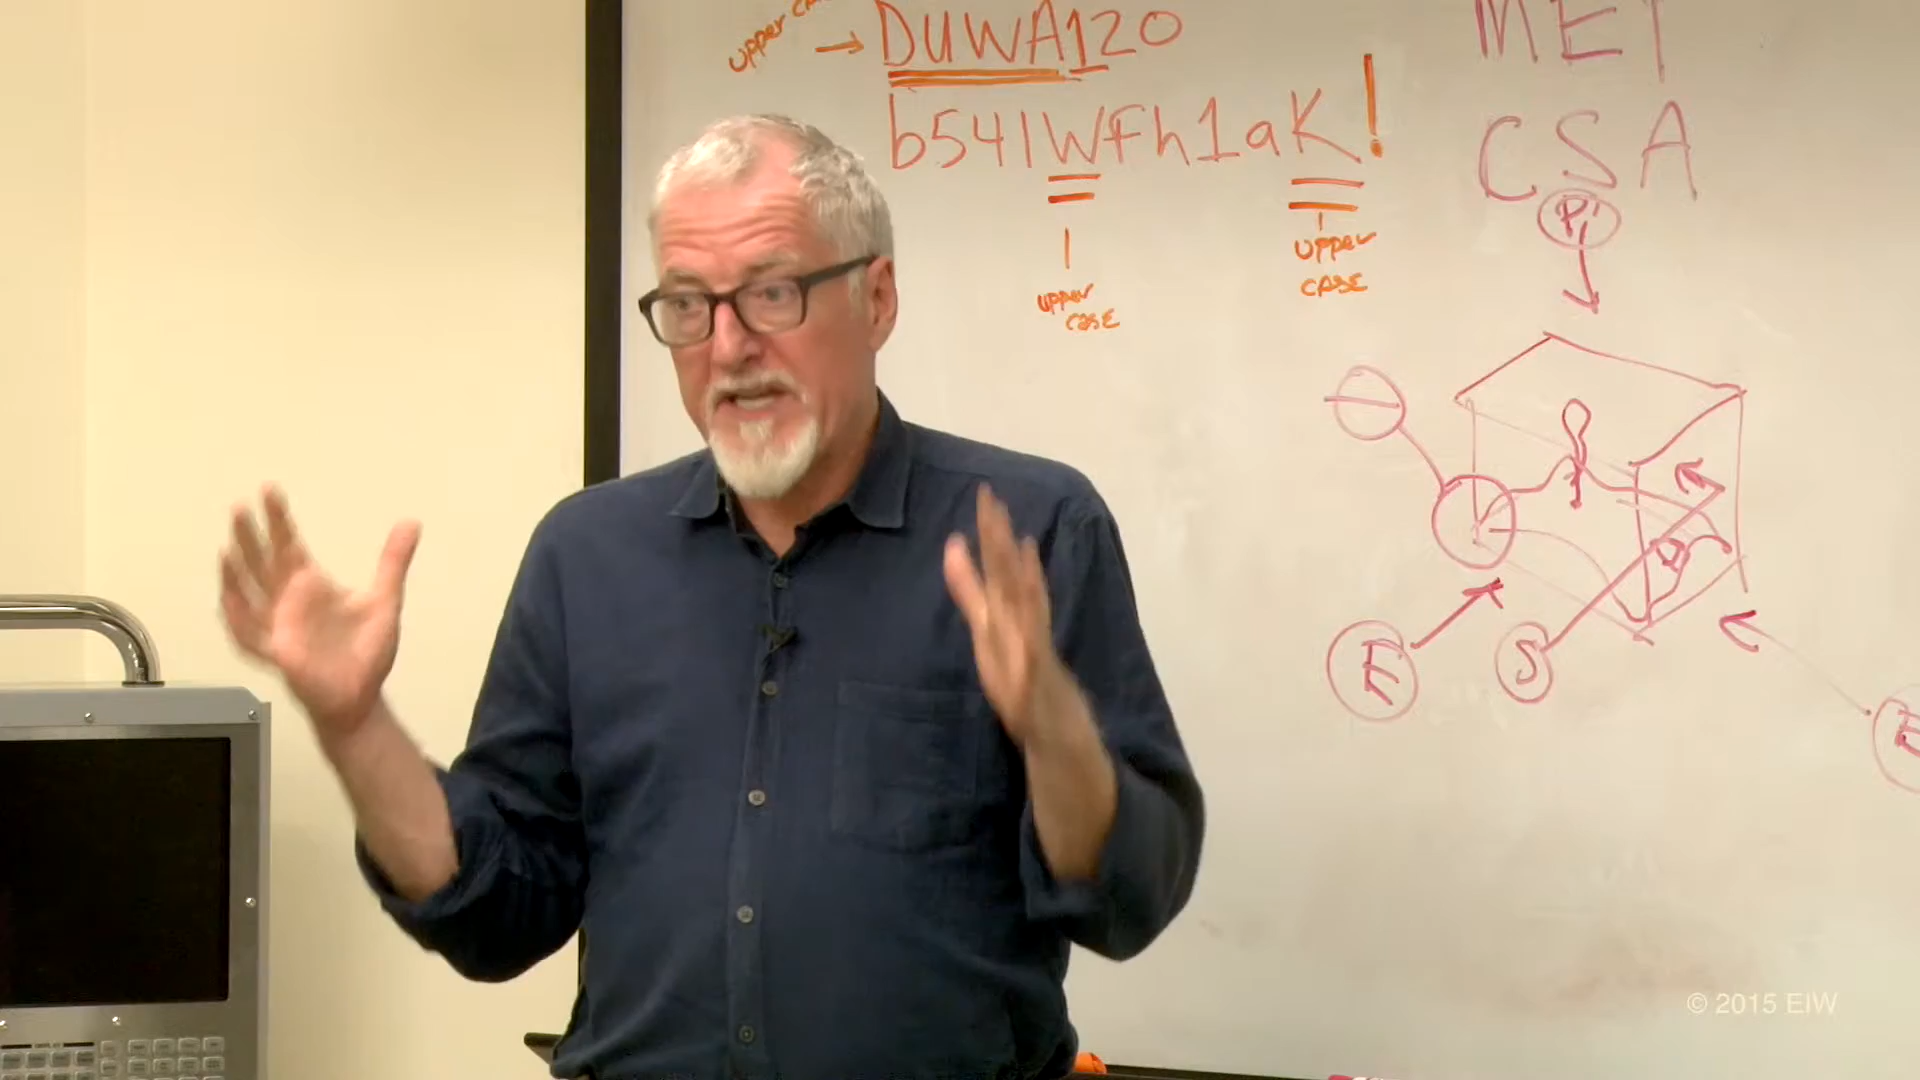 upper
→ DUWA120
b541WFh1aK!
upper
case
upper
case
MET
CSA
P
E
S
E
© 2015 EIW